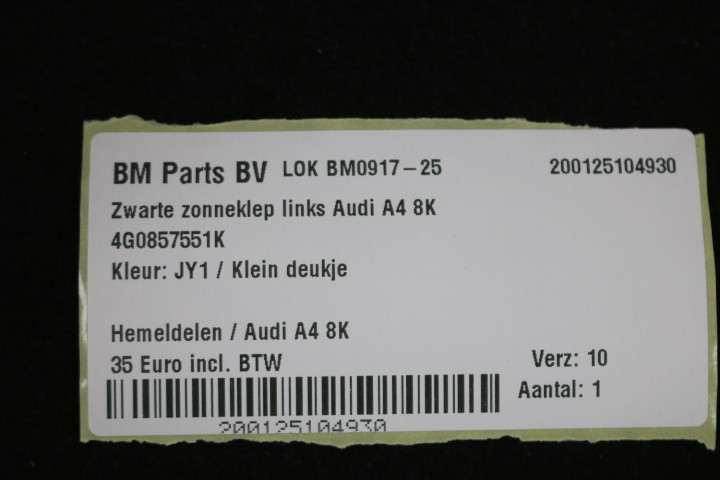 BM Parts BV LOK BM0917-25 200125104930
Zwarte zonneklep links Audi A4 8K
4G0857551K
Kleur: JY1 / Klein deukje
Hemeldelen / Audi A4 8K
35 Euro incl. BTW Verz: 10
Aantal: 1
200125104930